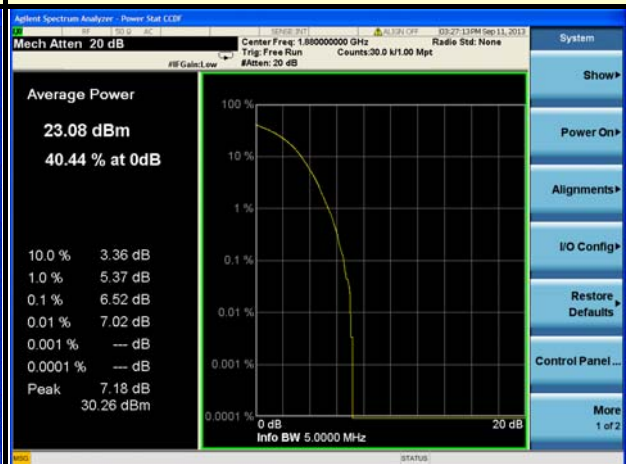 Agilent Spectrum Analyzer - Power Stat CCDF
RF 50 Ω AC SENSE:INT ALIGN OFF 03:27:13 PM Sep 11, 2013
Mech Atten 20 dB
Center Freq: 1.880000000 GHz Radio Std: None
Trig: Free Run Counts:30.0 k/1.00 Mpt
#IFGain:Low #Atten: 20 dB
Average Power
23.08 dBm
40.44 % at 0dB
10.0 % 3.36 dB
1.0 % 5.37 dB
0.1 % 6.52 dB
0.01 % 7.02 dB
0.001 % --- dB
0.0001 % --- dB
Peak 7.18 dB
30.26 dBm
100 %
10 %
1 %
0.1 %
0.01 %
0.001 %
0.0001 %
0 dB 20 dB
Info BW 5.0000 MHz
System
Show
Power On
Alignments
I/O Config
Restore
Defaults
Control Panel...
More
1 of 2
MSG STATUS